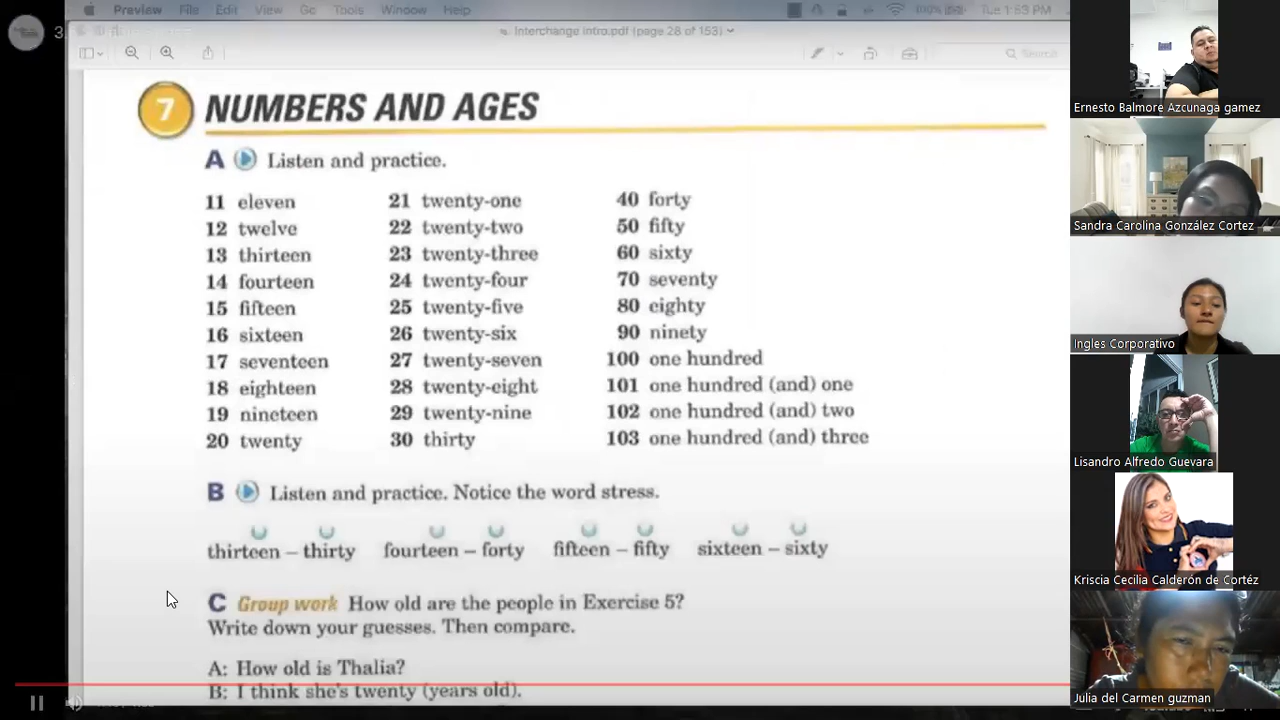 Preview File Edit View Go Tools Window Help
100% Tue 1:53 PM
Interchange Intro.pdf (page 28 of 153)
Search
7 NUMBERS AND AGES
A Listen and practice.
11 eleven 21 twenty-one 40 forty
12 twelve 22 twenty-two 50 fifty
13 thirteen 23 twenty-three 60 sixty
14 fourteen 24 twenty-four 70 seventy
15 fifteen 25 twenty-five 80 eighty
16 sixteen 26 twenty-six 90 ninety
17 seventeen 27 twenty-seven 100 one hundred
18 eighteen 28 twenty-eight 101 one hundred (and) one
19 nineteen 29 twenty-nine 102 one hundred (and) two
20 twenty 30 thirty 103 one hundred (and) three
B Listen and practice. Notice the word stress.
thirteen – thirty fourteen – forty fifteen – fifty sixteen – sixty
C Group work How old are the people in Exercise 5?
Write down your guesses. Then compare.
A: How old is Thalia?
B: I think she's twenty (years old).
Ernesto Balmore Azcunaga gamez
Sandra Carolina González Cortez
Ingles Corporativo
Lisandro Alfredo Guevara
Kriscia Cecilia Calderón de Cortéz
Julia del Carmen guzman